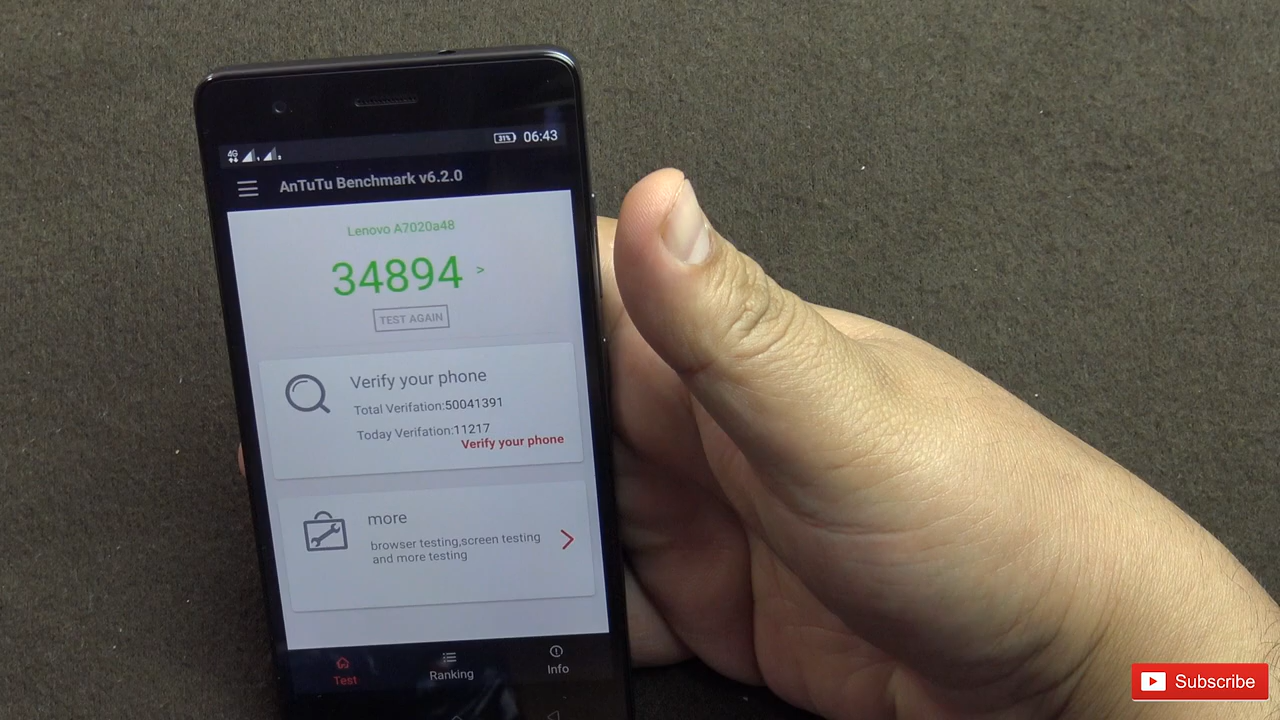 4G
31% 06:43
AnTuTu Benchmark v6.2.0
Lenovo A7020a48
34894 >
TEST AGAIN
Verify your phone
Total Verifation:50041391
Today Verifation:11217
Verify your phone
more
browser testing,screen testing
and more testing
Test
Ranking
Info
Subscribe